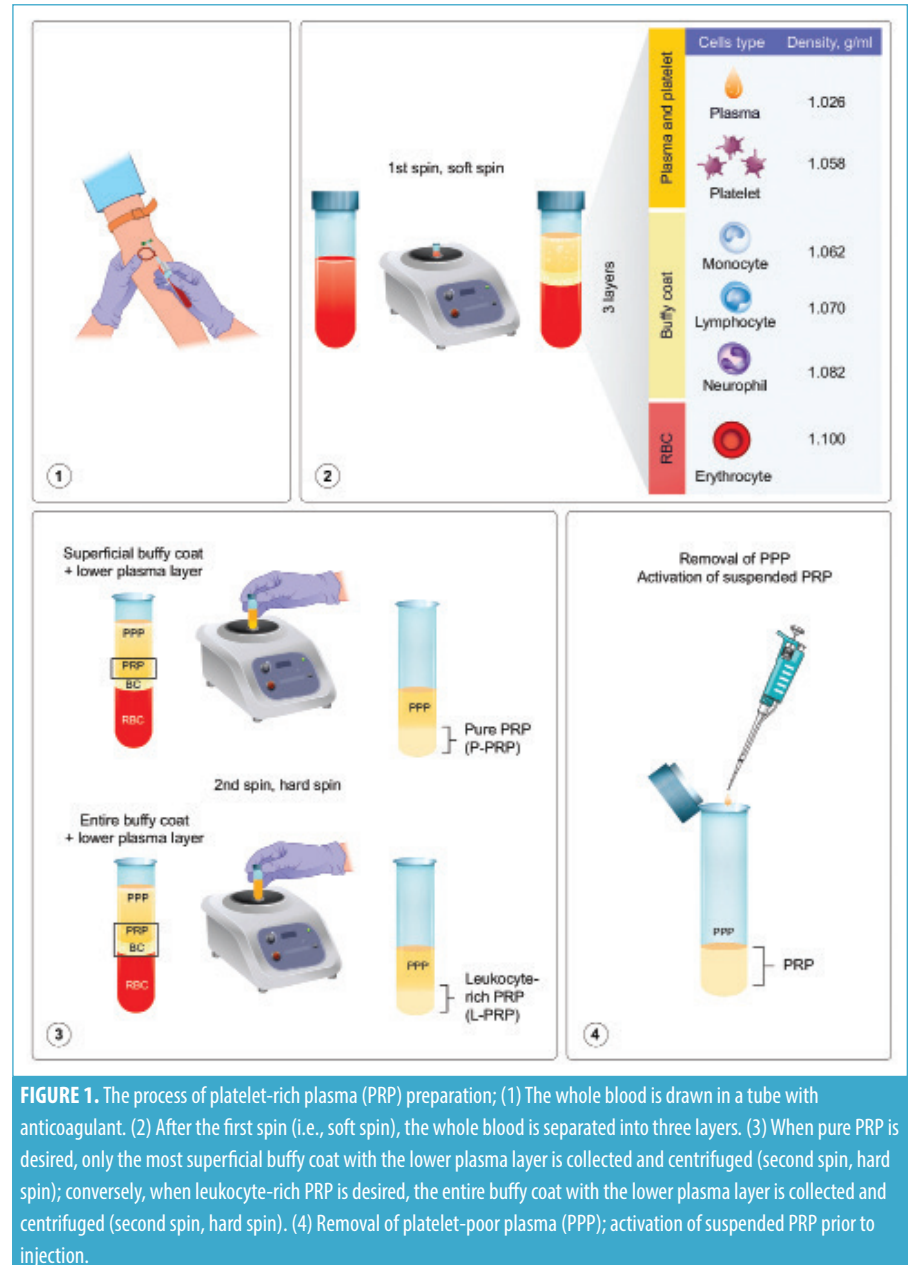 1
1st spin, soft spin
2
3 layers
Cells type Density, g/ml
Plasma and platelet
Plasma 1.026
Platelet 1.058
Buffy coat
Monocyte 1.062
Lymphocyte 1.070
Neurophil 1.082
RBC
Erythrocyte 1.100
Superficial buffy coat
+ lower plasma layer
PPP
PRP
BC
RBC
PPP
Pure PRP
(P-PRP)
2nd spin, hard spin
Entire buffy coat
+ lower plasma layer
PPP
PRP
BC
RBC
PPP
Leukocyte-
rich PRP
(L-PRP)
3
Removal of PPP
Activation of suspended PRP
PPP
PRP
4
FIGURE 1. The process of platelet-rich plasma (PRP) preparation; (1) The whole blood is drawn in a tube with
anticoagulant. (2) After the first spin (i.e., soft spin), the whole blood is separated into three layers. (3) When pure PRP is
desired, only the most superficial buffy coat with the lower plasma layer is collected and centrifuged (second spin, hard
spin); conversely, when leukocyte-rich PRP is desired, the entire buffy coat with the lower plasma layer is collected and
centrifuged (second spin, hard spin). (4) Removal of platelet-poor plasma (PPP); activation of suspended PRP prior to
injection.